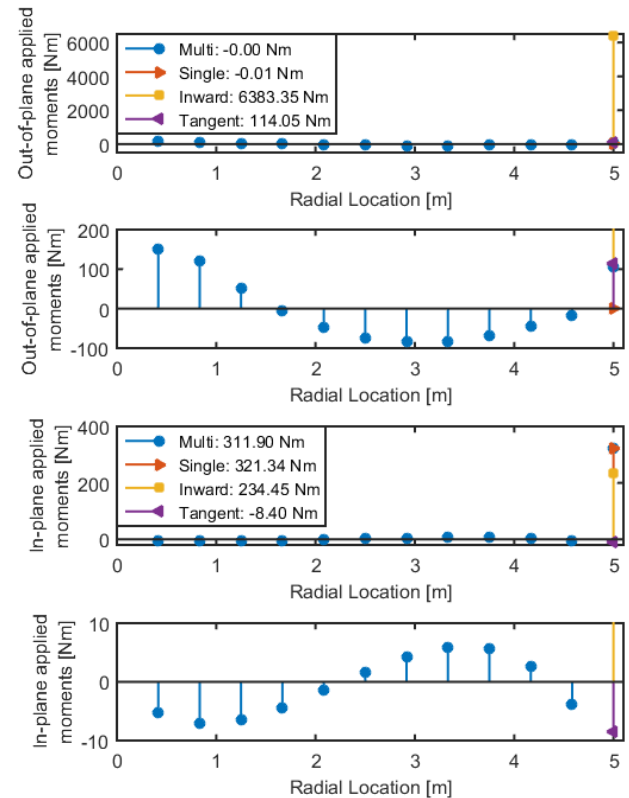 Out-of-plane applied
moments [Nm]
6000
4000
2000
0
Multi: -0.00 Nm
Single: -0.01 Nm
Inward: 6383.35 Nm
Tangent: 114.05 Nm
0 1 2 3 4 5
Radial Location [m]
Out-of-plane applied
moments [Nm]
200
100
0
-100
0 1 2 3 4 5
Radial Location [m]
In-plane applied
moments [Nm]
400
200
0
Multi: 311.90 Nm
Single: 321.34 Nm
Inward: 234.45 Nm
Tangent: -8.40 Nm
0 1 2 3 4 5
Radial Location [m]
In-plane applied
moments [Nm]
10
0
-10
0 1 2 3 4 5
Radial Location [m]